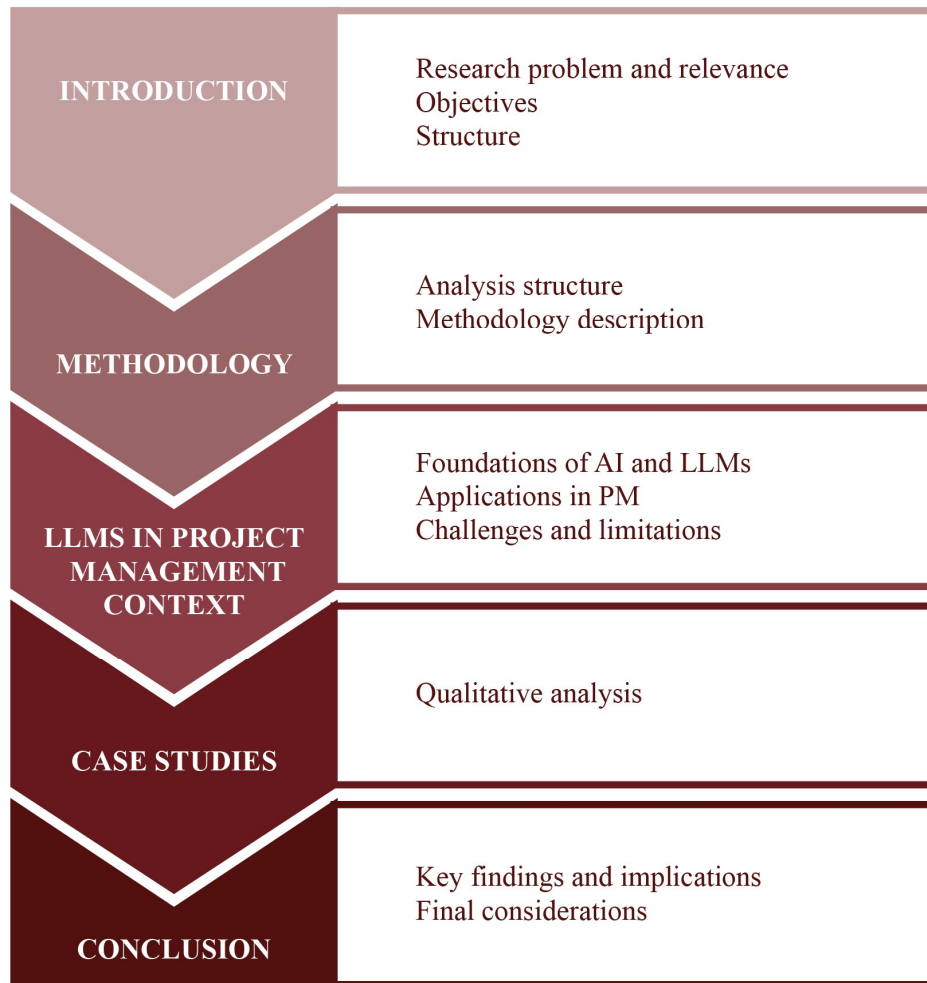 INTRODUCTION
Research problem and relevance
Objectives
Structure
METHODOLOGY
Analysis structure
Methodology description
LLMS IN PROJECT
MANAGEMENT
CONTEXT
Foundations of AI and LLMs
Applications in PM
Challenges and limitations
CASE STUDIES
Qualitative analysis
CONCLUSION
Key findings and implications
Final considerations